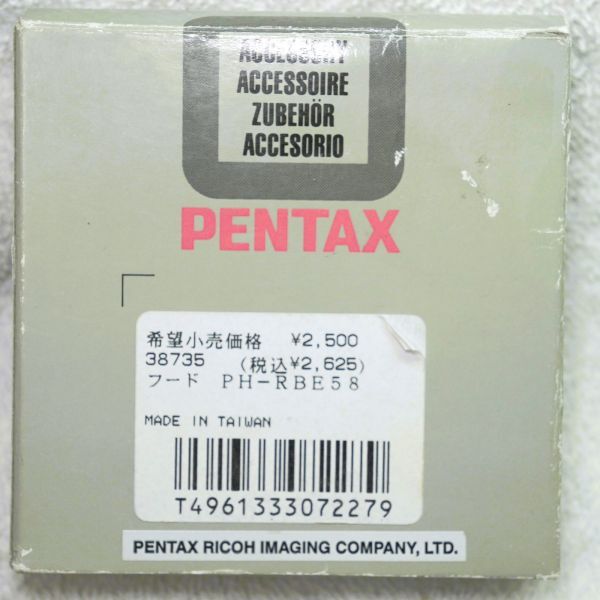 ACCESSORY
ACCESSOIRE
ZUBEHÖR
ACCESORIO
PENTAX
希望小売価格 ¥2,500
38735 (税込¥2,625)
フード PH-RBE58
MADE IN TAIWAN
T4961333072279
PENTAX RICOH IMAGING COMPANY, LTD.